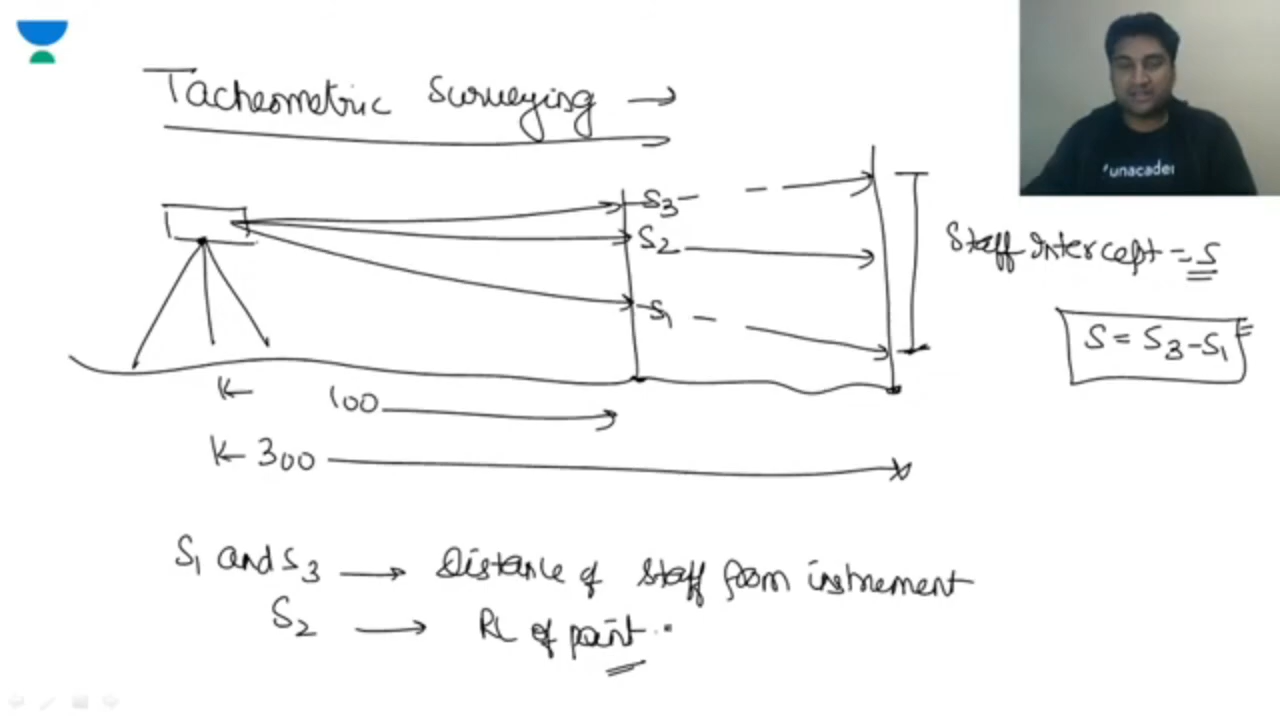 Tacheometric Surveying →
'unacader
S3
S2
S1
Staff Intercept = S
S = S3 - S1
100
300
S1 and S3 → Distance of staff from instrument
S2 → RL of point.